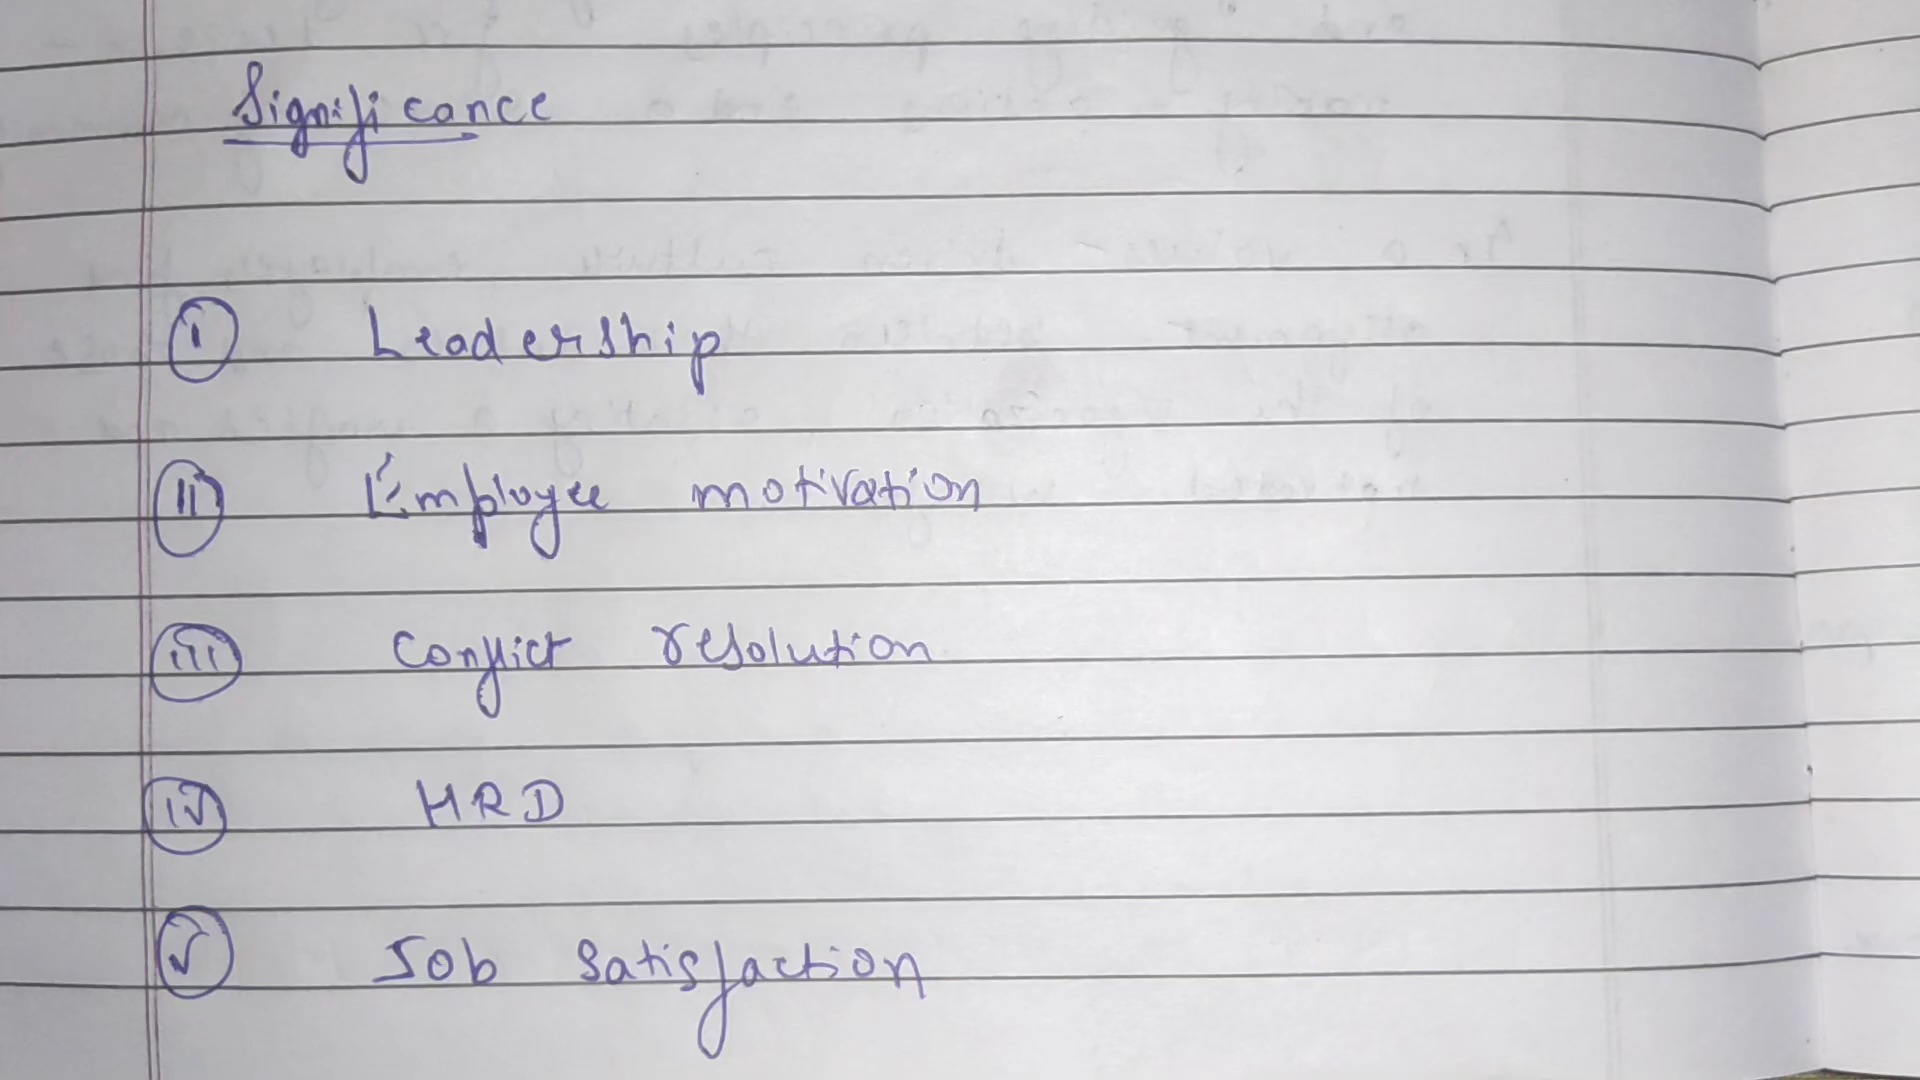 Significance
i Leadership
ii Employee motivation
iii Conflict resolution
iv HRD
v Job satisfaction